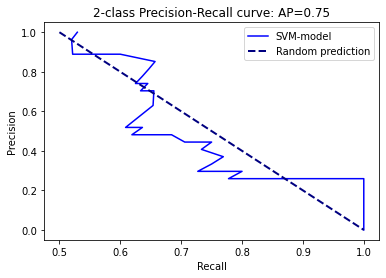 2-class Precision-Recall curve: AP=0.75
SVM-model
Random prediction
Precision
1.0
0.8
0.6
0.4
0.2
0.0
0.5 0.6 0.7 0.8 0.9 1.0
Recall